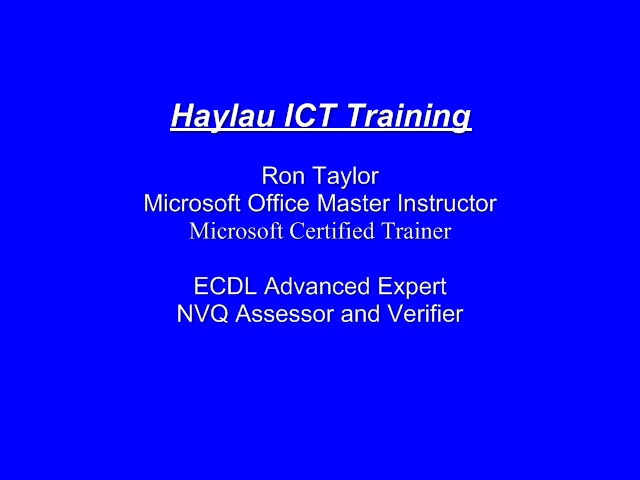 Haylau ICT Training
Ron Taylor
Microsoft Office Master Instructor
Microsoft Certified Trainer
ECDL Advanced Expert
NVQ Assessor and Verifier